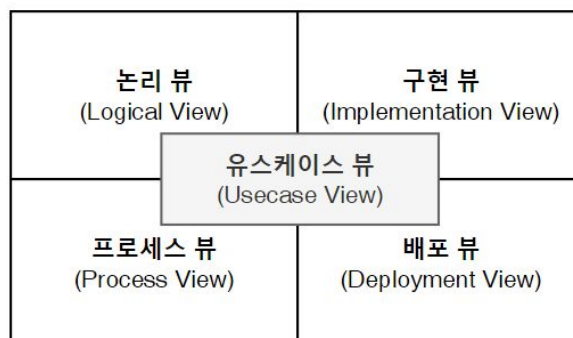 논리 뷰
(Logical View)
구현 뷰
(Implementation View)
유스케이스 뷰
(Usecase View)
프로세스 뷰
(Process View)
배포 뷰
(Deployment View)